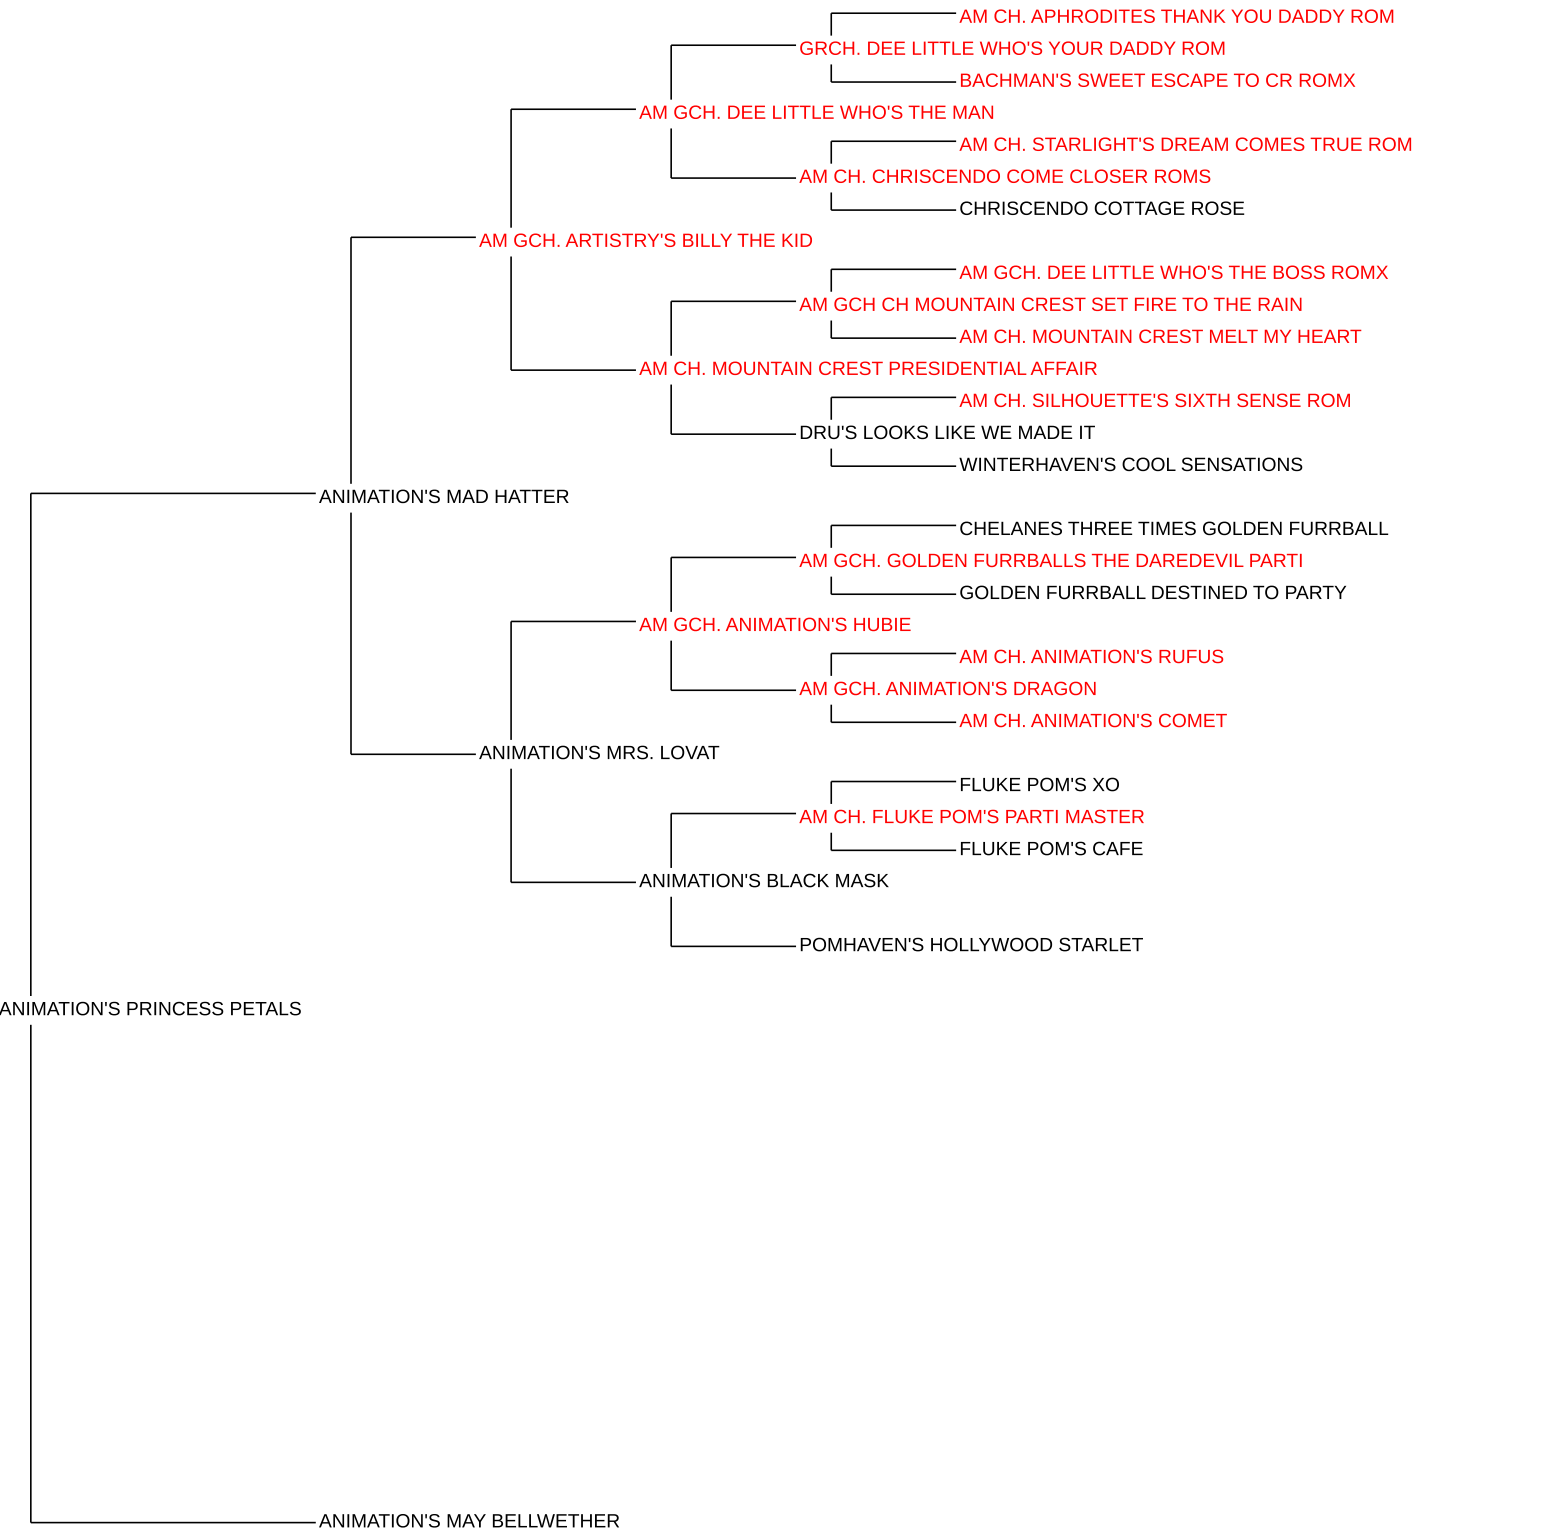 AM CH. APHRODITES THANK YOU DADDY ROM
GRCH. DEE LITTLE WHO'S YOUR DADDY ROM
BACHMAN'S SWEET ESCAPE TO CR ROMX
AM GCH. DEE LITTLE WHO'S THE MAN
AM CH. STARLIGHT'S DREAM COMES TRUE ROM
AM CH. CHRISCENDO COME CLOSER ROMS
CHRISCENDO COTTAGE ROSE
AM GCH. ARTISTRY'S BILLY THE KID
AM GCH. DEE LITTLE WHO'S THE BOSS ROMX
AM GCH CH MOUNTAIN CREST SET FIRE TO THE RAIN
AM CH. MOUNTAIN CREST MELT MY HEART
AM CH. MOUNTAIN CREST PRESIDENTIAL AFFAIR
AM CH. SILHOUETTE'S SIXTH SENSE ROM
DRU'S LOOKS LIKE WE MADE IT
WINTERHAVEN'S COOL SENSATIONS
ANIMATION'S MAD HATTER
CHELANES THREE TIMES GOLDEN FURRBALL
AM GCH. GOLDEN FURRBALLS THE DAREDEVIL PARTI
GOLDEN FURRBALL DESTINED TO PARTY
AM GCH. ANIMATION'S HUBIE
AM CH. ANIMATION'S RUFUS
AM GCH. ANIMATION'S DRAGON
AM CH. ANIMATION'S COMET
ANIMATION'S MRS. LOVAT
FLUKE POM'S XO
AM CH. FLUKE POM'S PARTI MASTER
FLUKE POM'S CAFE
ANIMATION'S BLACK MASK
POMHAVEN'S HOLLYWOOD STARLET
ANIMATION'S PRINCESS PETALS
ANIMATION'S MAY BELLWETHER